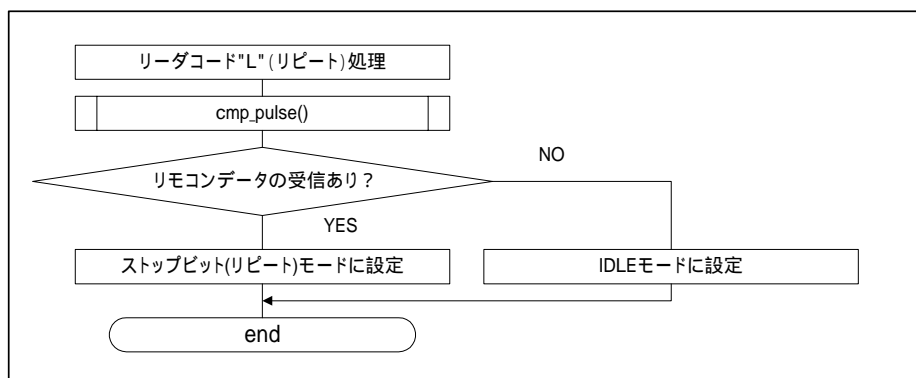 リーダコード"L"(リピート)処理
cmp_pulse()
リモコンデータの受信あり？
NO
YES
ストップビット(リピート)モードに設定
IDLEモードに設定
end